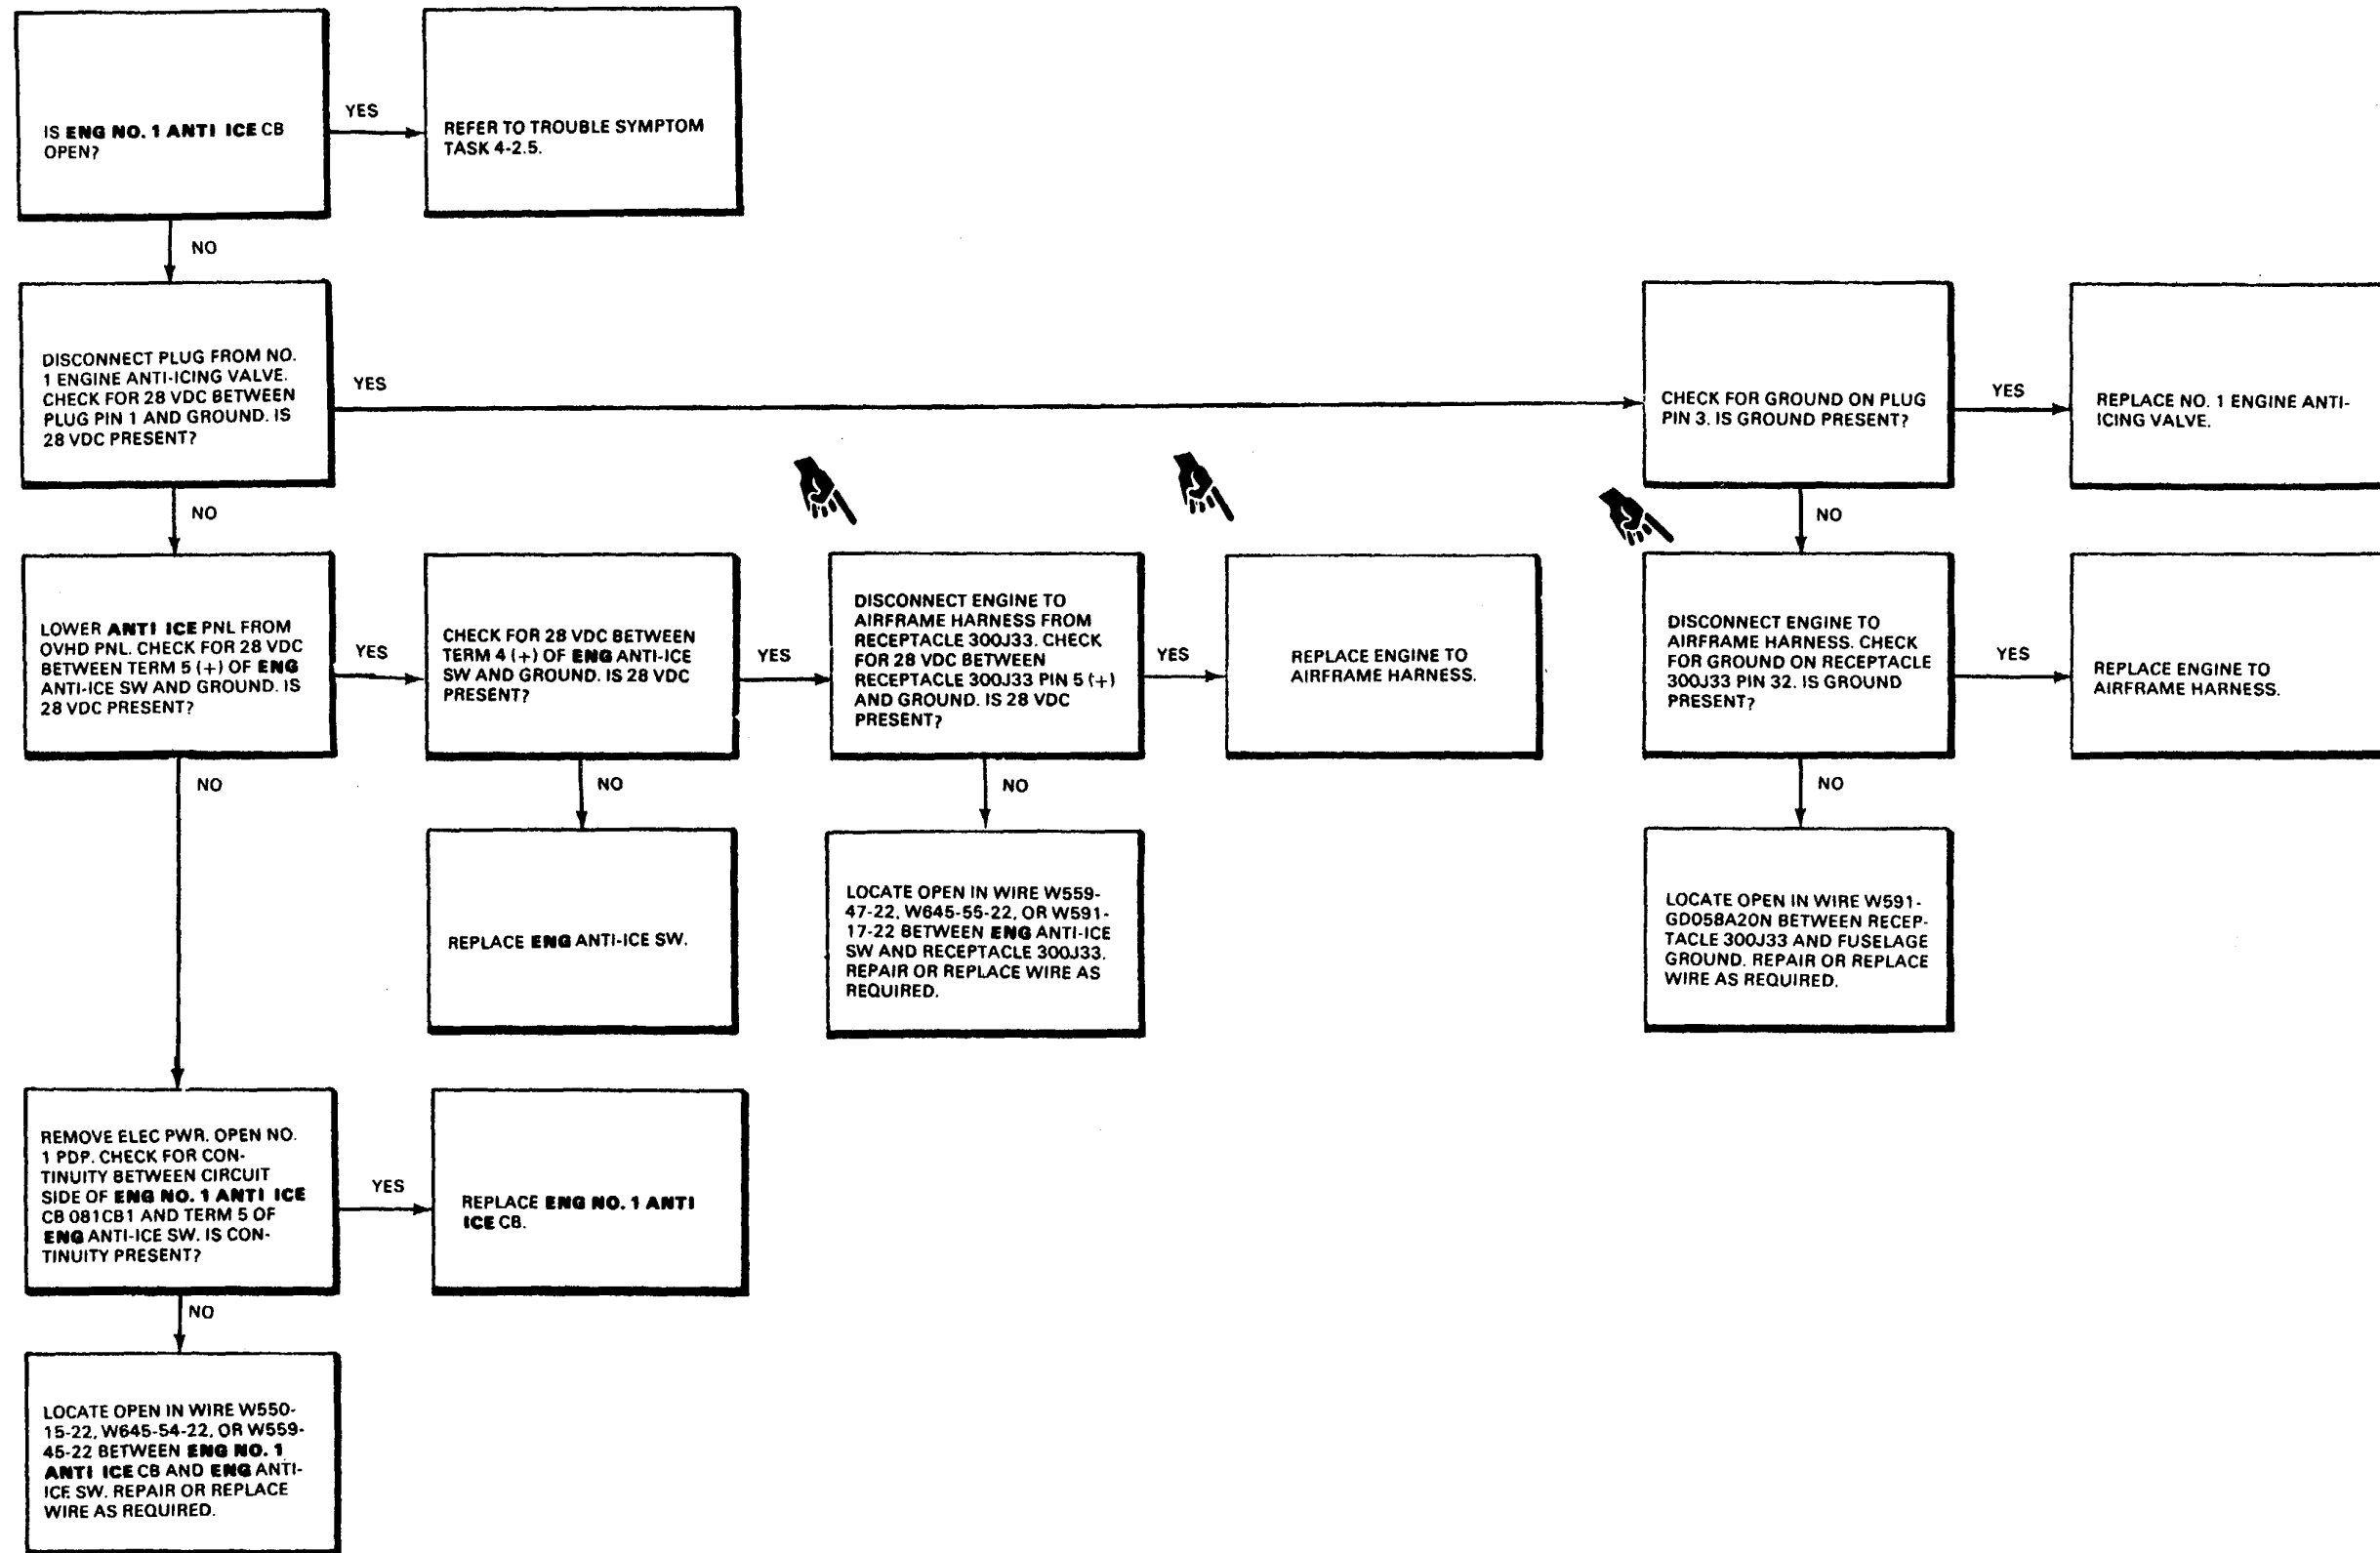 IS ENG NO. 1 ANTI ICE CB
OPEN?
YES
REFER TO TROUBLE SYMPTOM
TASK 4-2.5.
NO
DISCONNECT PLUG FROM NO.
1 ENGINE ANTI-ICING VALVE.
CHECK FOR 28 VDC BETWEEN
PLUG PIN 1 AND GROUND. IS
28 VDC PRESENT?
YES
CHECK FOR GROUND ON PLUG
PIN 3. IS GROUND PRESENT?
YES
REPLACE NO. 1 ENGINE ANTI-
ICING VALVE.
NO
NO
LOWER ANTI ICE PNL FROM
OVHD PNL. CHECK FOR 28 VDC
BETWEEN TERM 5 (+) OF ENG
ANTI-ICE SW AND GROUND. IS
28 VDC PRESENT?
YES
CHECK FOR 28 VDC BETWEEN
TERM 4 (+) OF ENG ANTI-ICE
SW AND GROUND. IS 28 VDC
PRESENT?
YES
DISCONNECT ENGINE TO
AIRFRAME HARNESS FROM
RECEPTACLE 300J33. CHECK
FOR 28 VDC BETWEEN
RECEPTACLE 300J33 PIN 5 (+)
AND GROUND. IS 28 VDC
PRESENT?
YES
REPLACE ENGINE TO
AIRFRAME HARNESS.
DISCONNECT ENGINE TO
AIRFRAME HARNESS. CHECK
FOR GROUND ON RECEPTACLE
300J33 PIN 32. IS GROUND
PRESENT?
YES
REPLACE ENGINE TO
AIRFRAME HARNESS.
NO
NO
NO
NO
REPLACE ENG ANTI-ICE SW.
LOCATE OPEN IN WIRE W559-
47-22, W645-55-22, OR W591-
17-22 BETWEEN ENG ANTI-ICE
SW AND RECEPTACLE 300J33.
REPAIR OR REPLACE WIRE AS
REQUIRED.
LOCATE OPEN IN WIRE W591-
GD058A20N BETWEEN RECEP-
TACLE 300J33 AND FUSELAGE
GROUND. REPAIR OR REPLACE
WIRE AS REQUIRED.
REMOVE ELEC PWR. OPEN NO.
1 PDP. CHECK FOR CON-
TINUITY BETWEEN CIRCUIT
SIDE OF ENG NO. 1 ANTI ICE
CB 081CB1 AND TERM 5 OF
ENG ANTI-ICE SW. IS CON-
TINUITY PRESENT?
YES
REPLACE ENG NO. 1 ANTI
ICE CB.
NO
LOCATE OPEN IN WIRE W550-
15-22, W645-54-22, OR W559-
45-22 BETWEEN ENG NO. 1
ANTI ICE CB AND ENG ANTI-
ICE SW. REPAIR OR REPLACE
WIRE AS REQUIRED.